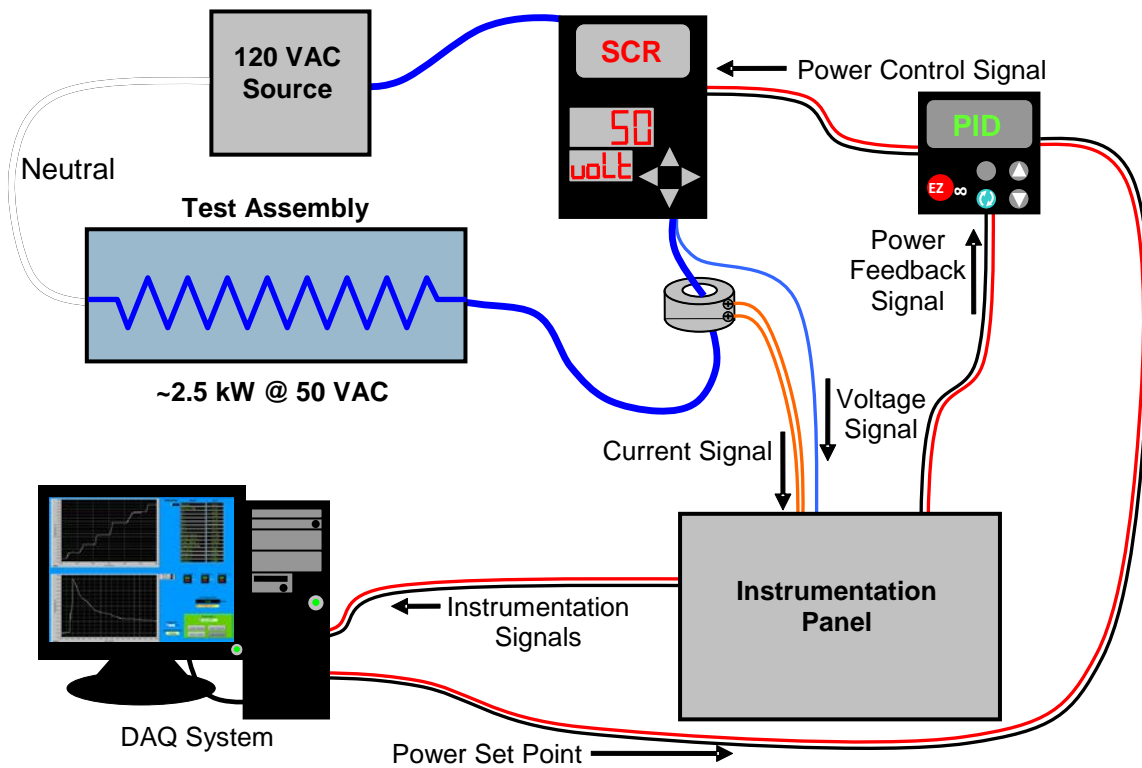 120 VAC
Source
SCR
Power Control Signal
50
volt
PID
EZ
∞
Neutral
Test Assembly
Power
Feedback
Signal
~2.5 kW @ 50 VAC
Voltage
Signal
Current Signal
Instrumentation
Panel
Instrumentation
Signals
DAQ System
Power Set Point